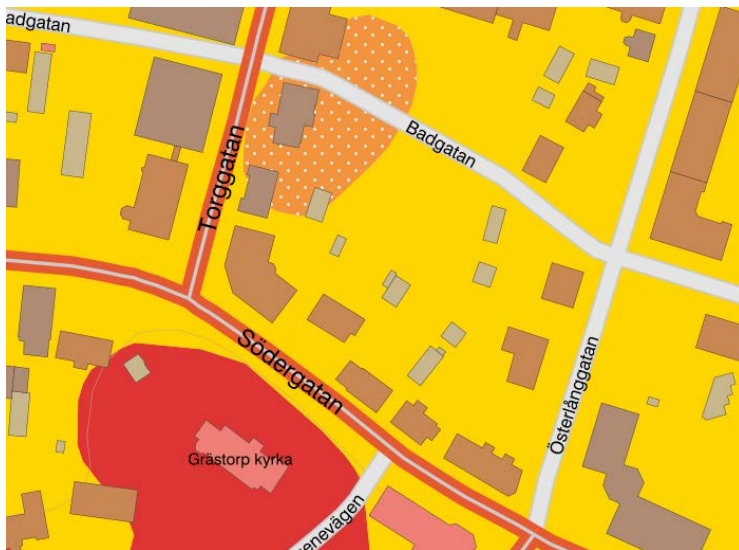 adgatan
Badgatan
Torggatan
Södergatan
Österlånggatan
Grästorp kyrka
enevägen